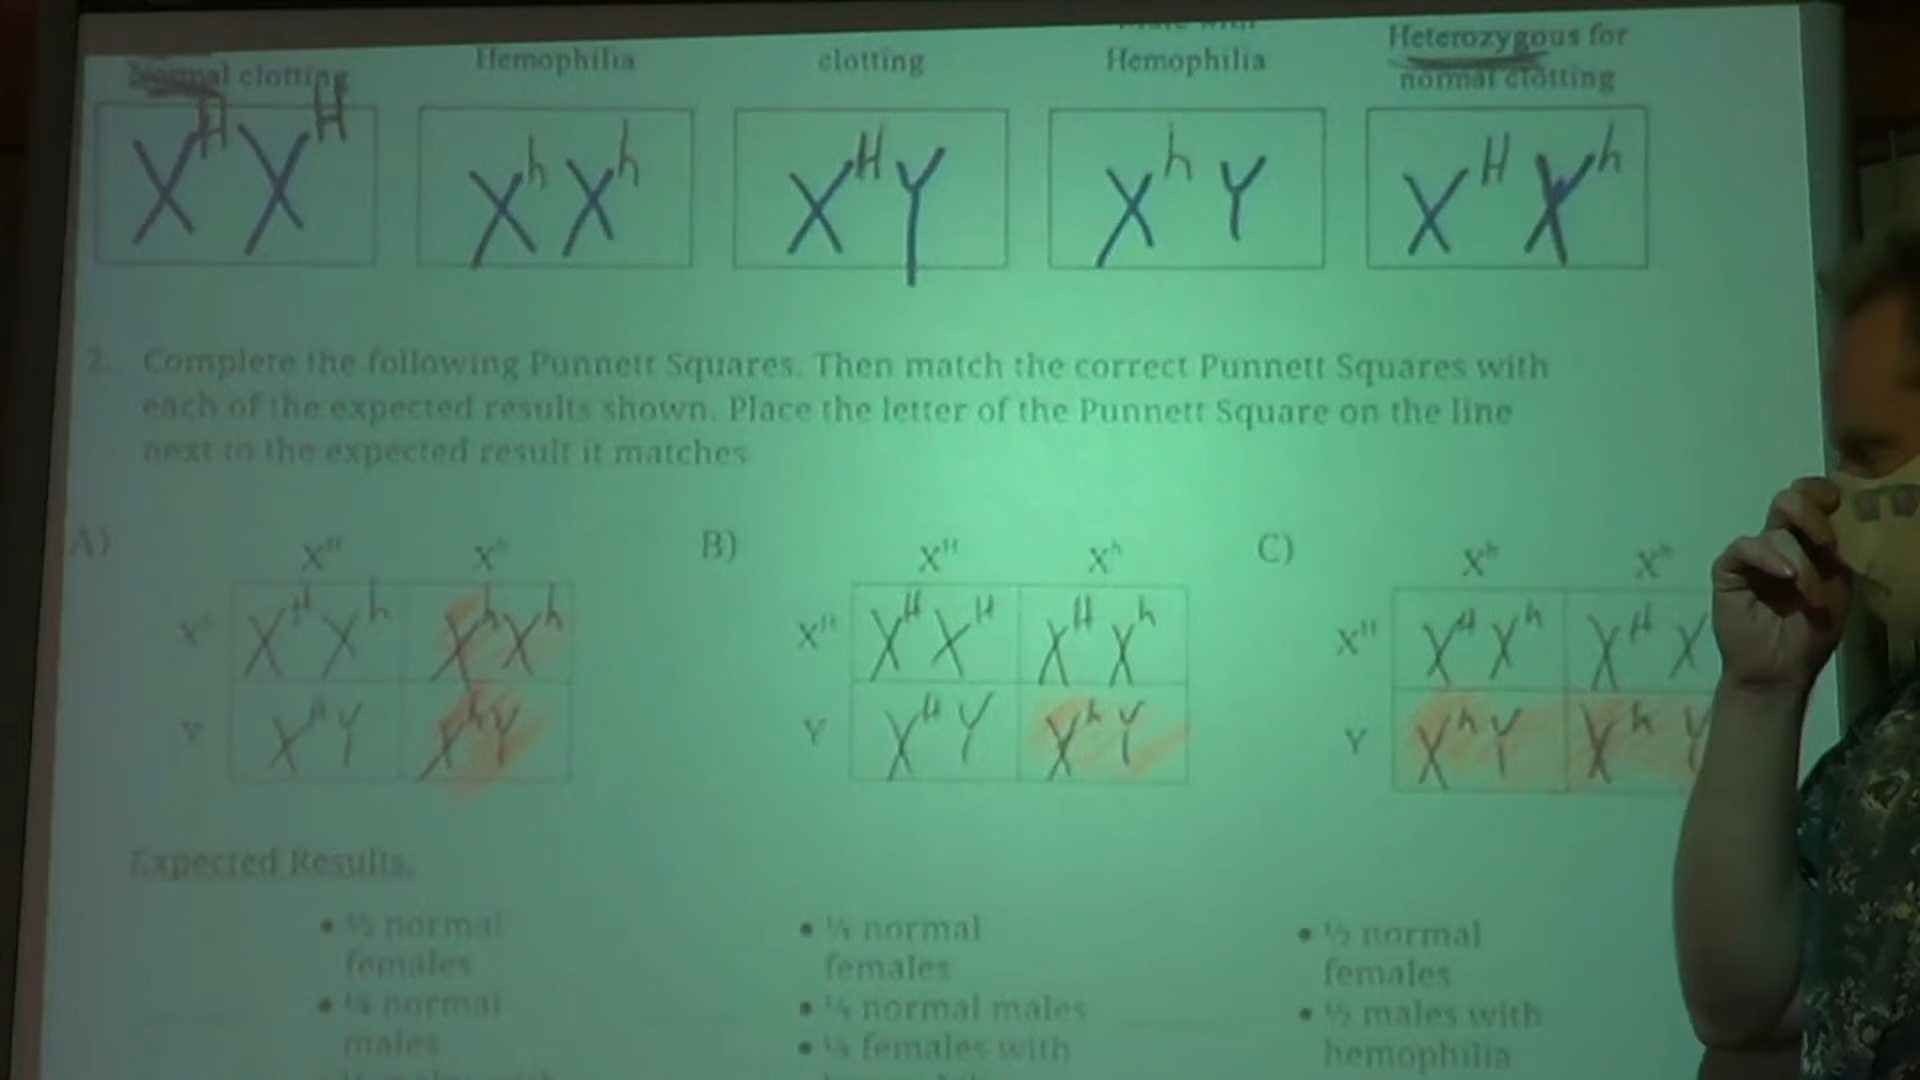 Normal clotting
Hemophilia
clotting
Hemophilia
Heterozygous for
normal clotting
X^H X^H
X^h X^h
X^H Y
X^h Y
X^H X^h
2. Complete the following Punnett Squares. Then match the correct Punnett Squares with
each of the expected results shown. Place the letter of the Punnett Square on the line
next to the expected result it matches
A)
X^H X^h
X^h X^H X^h X^h X^h
Y X^H Y X^h Y
B)
X^H X^h
X^H X^H X^H X^H X^h
Y X^H Y X^h Y
C)
X^h X^h
X^H X^H X^h X^H X
Y X^h Y X^h Y
Expected Results:
• ½ normal
females
• ¼ normal
males
• ¼ normal
females
• ¼ normal males
• ¼ females with
• ½ normal
females
• ½ males with
hemophilia